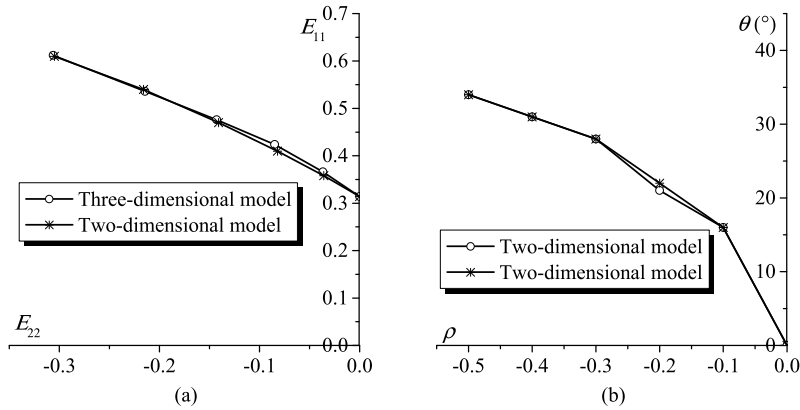 0.7
E11
0.6
0.5
0.4
0.3
0.2
0.1
0.0
Three-dimensional model
Two-dimensional model
E22
-0.3 -0.2 -0.1 0.0
(a)
θ (°)
40
30
20
10
0
Two-dimensional model
Two-dimensional model
ρ
-0.5 -0.4 -0.3 -0.2 -0.1 0.0
(b)